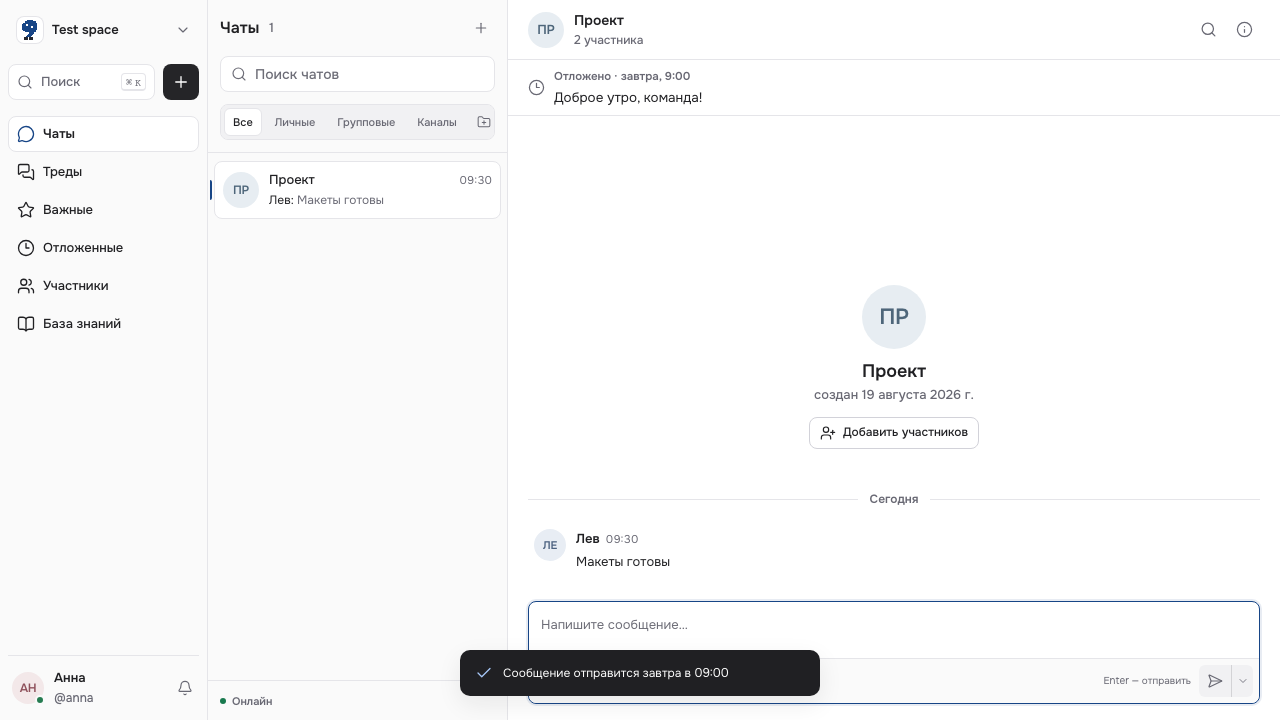 Test space
Поиск
⌘ K
Чаты
Треды
Важные
Отложенные
Участники
База знаний
АН
Анна
@anna
Чаты 1
Поиск чатов
Все Личные Групповые Каналы
ПР
Проект 09:30
Лев: Макеты готовы
Онлайн
ПР
Проект
2 участника
Отложено · завтра, 9:00
Доброе утро, команда!
ПР
Проект
создан 19 августа 2026 г.
Добавить участников
Сегодня
ЛЕ
Лев 09:30
Макеты готовы
Напишите сообщение…
Enter — отправить
Сообщение отправится завтра в 09:00